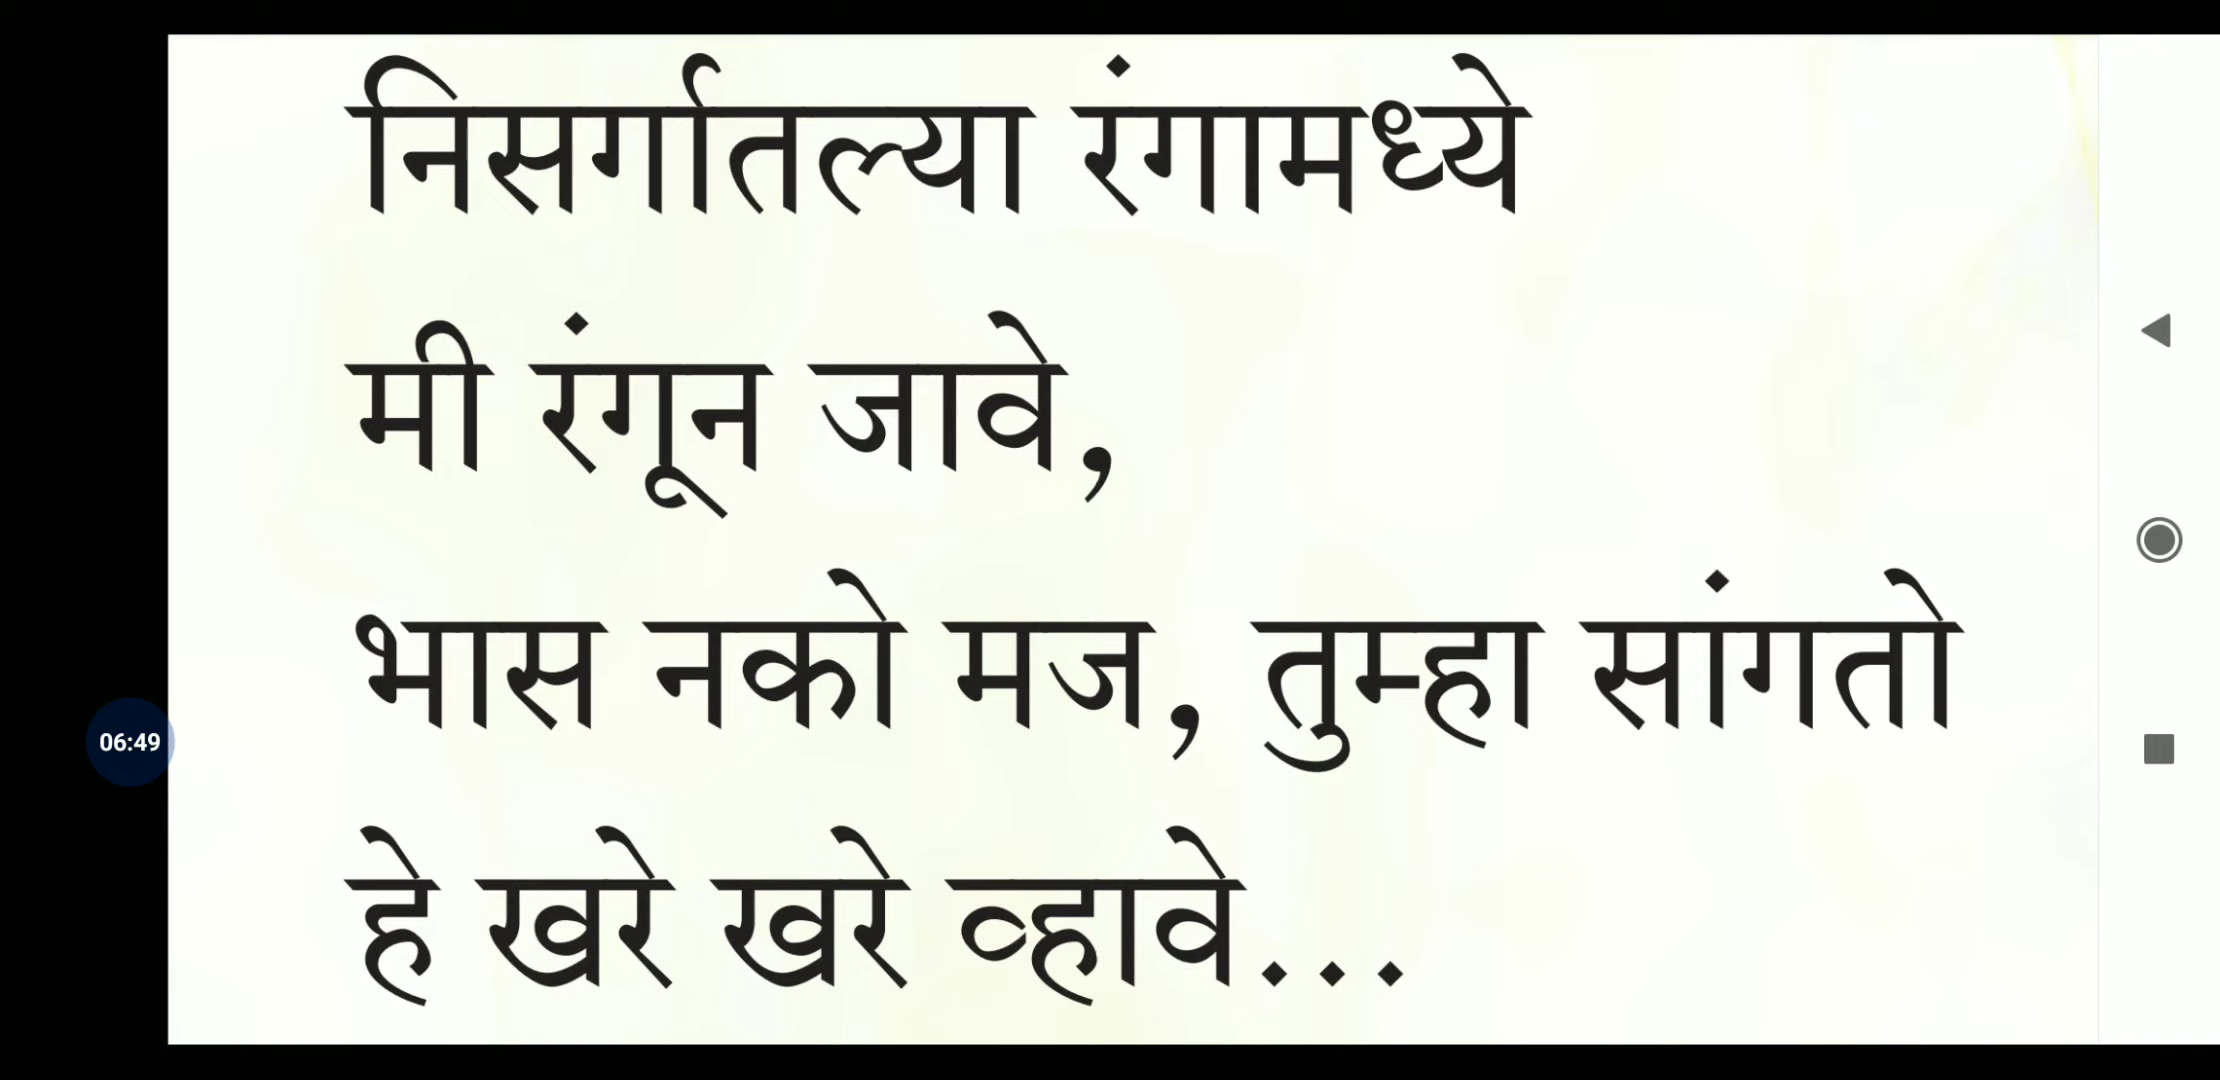 निसर्गातल्या रंगामध्ये
मी रंगून जावे,
भास नको मज, तुम्हा सांगतो
06:49
हे खरे खरे व्हावे...